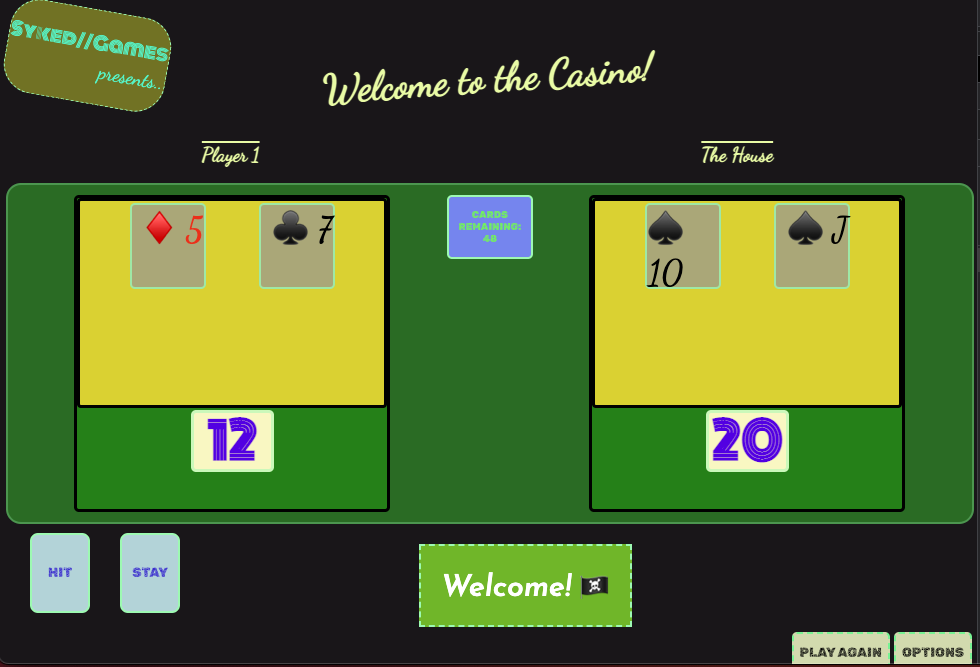 SYKED//GAMES
presents..
Welcome to the Casino!
Player 1
The House
5
7
CARDS
REMAINING:
48
10
J
12
20
HIT
STAY
Welcome!
PLAY AGAIN
OPTIONS